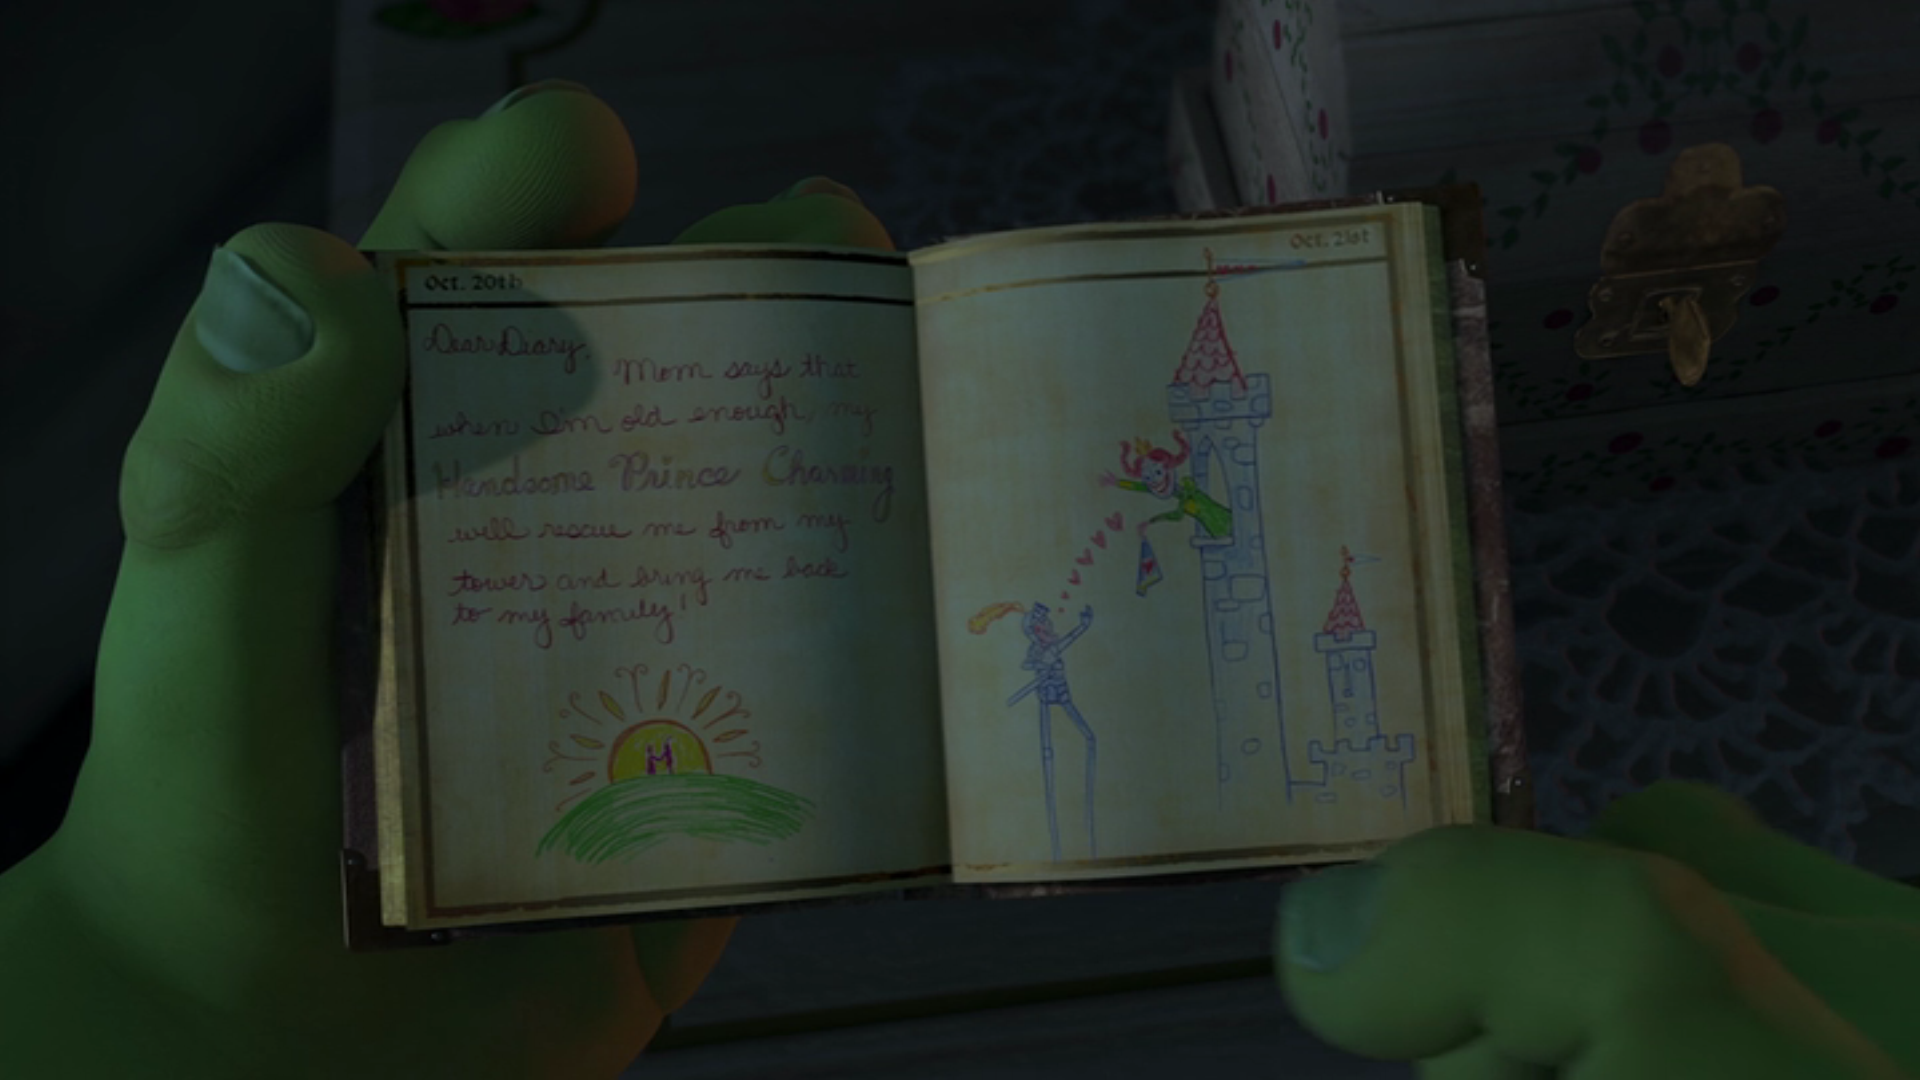 Oct. 20th
Dear Diary,
Mom says that
when I'm old enough, my
Handsome Prince Charming
will rescue me from my
tower and bring me back
to my family!
Oct. 21st